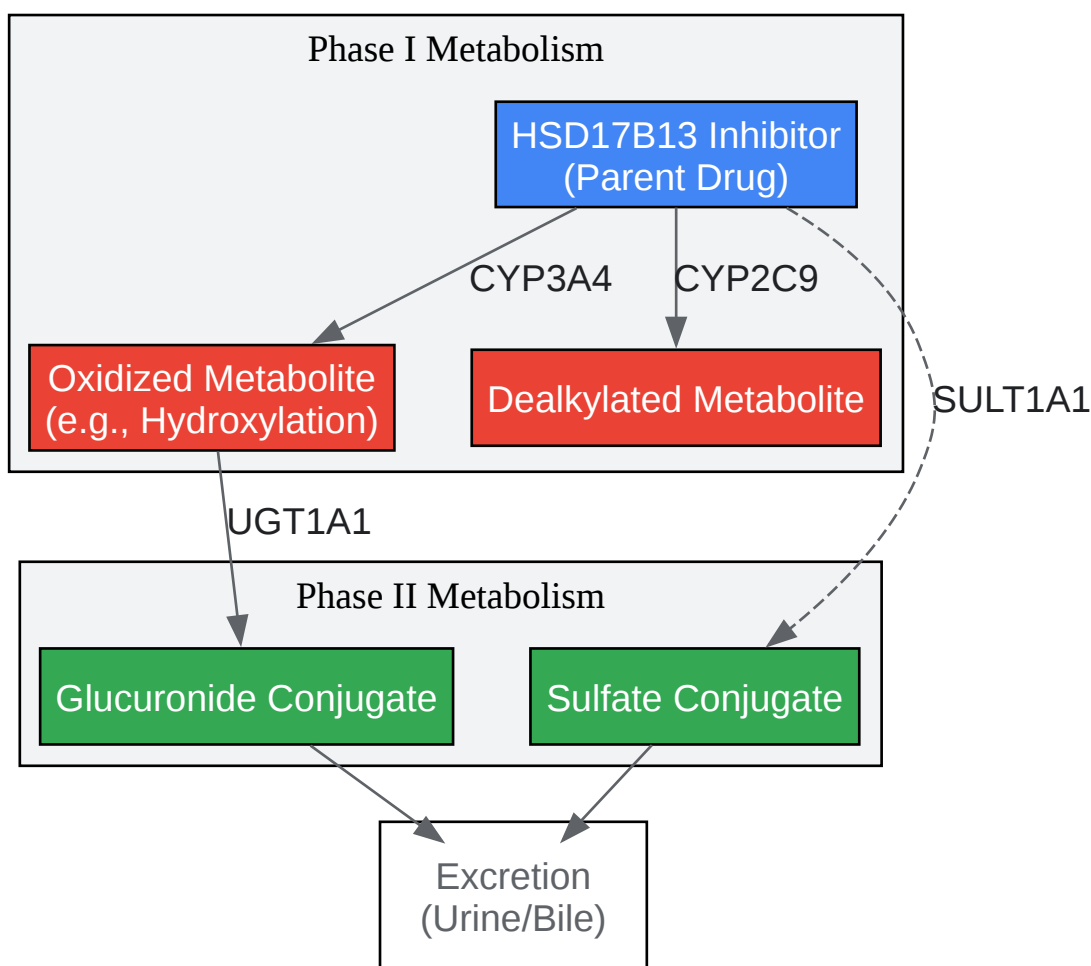 Phase I Metabolism
HSD17B13 Inhibitor
(Parent Drug)
CYP3A4
CYP2C9
Oxidized Metabolite
(e.g., Hydroxylation)
Dealkylated Metabolite
SULT1A1
UGT1A1
Phase II Metabolism
Glucuronide Conjugate
Sulfate Conjugate
Excretion
(Urine/Bile)